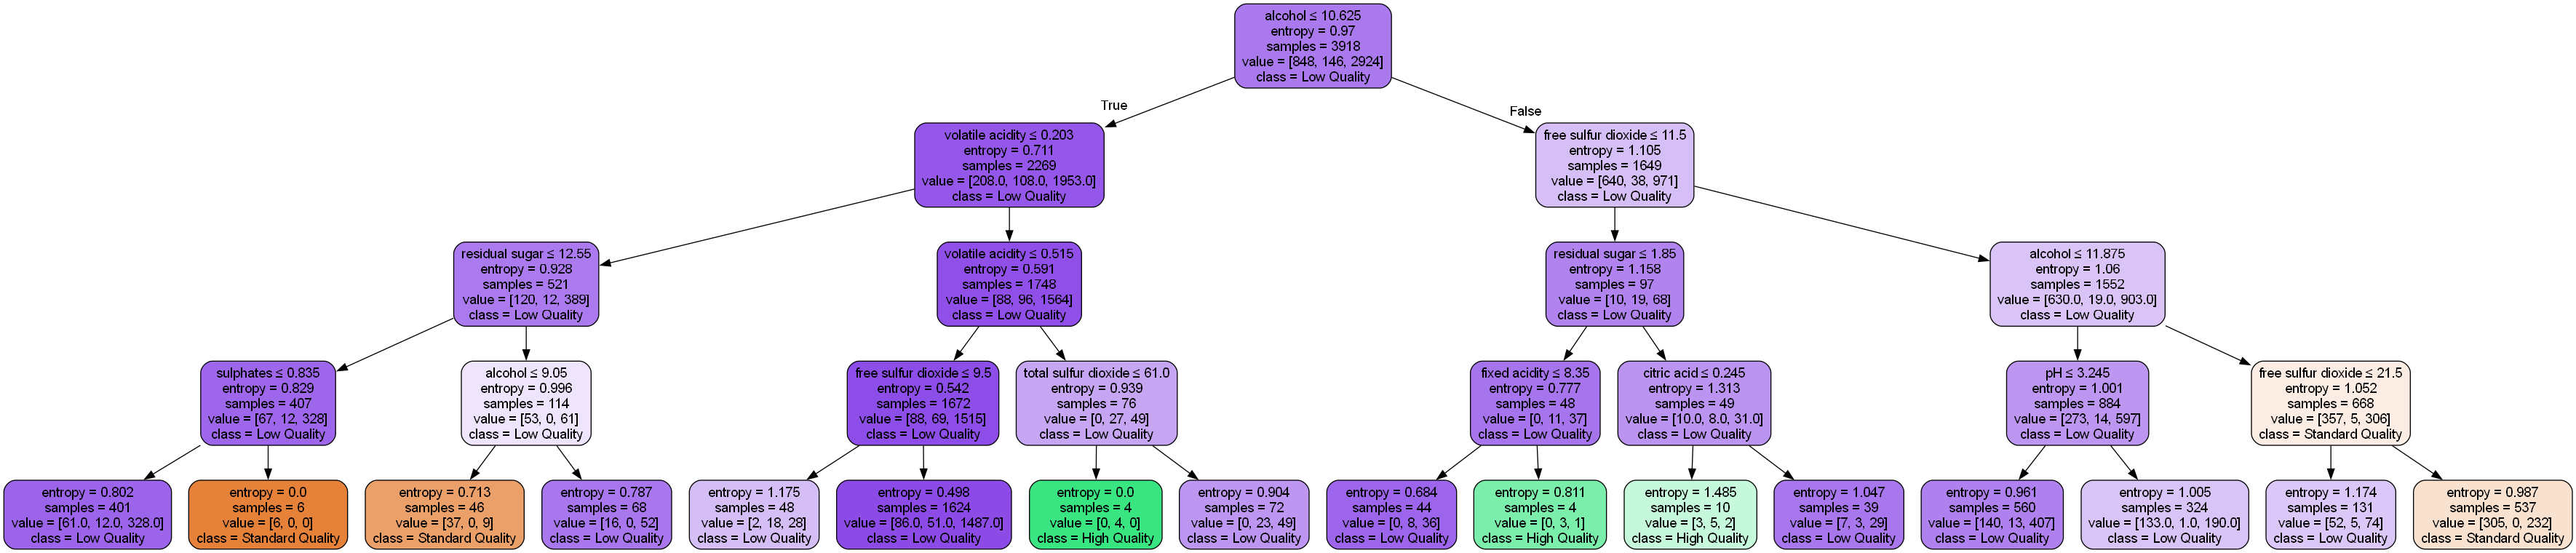 alcohol ≤ 10.625
entropy = 0.97
samples = 3918
value = [848, 146, 2924]
class = Low Quality
True
False
volatile acidity ≤ 0.203
entropy = 0.711
samples = 2269
value = [208.0, 108.0, 1953.0]
class = Low Quality
free sulfur dioxide ≤ 11.5
entropy = 1.105
samples = 1649
value = [640, 38, 971]
class = Low Quality
residual sugar ≤ 12.55
entropy = 0.928
samples = 521
value = [120, 12, 389]
class = Low Quality
volatile acidity ≤ 0.515
entropy = 0.591
samples = 1748
value = [88, 96, 1564]
class = Low Quality
residual sugar ≤ 1.85
entropy = 1.158
samples = 97
value = [10, 19, 68]
class = Low Quality
alcohol ≤ 11.875
entropy = 1.06
samples = 1552
value = [630.0, 19.0, 903.0]
class = Low Quality
sulphates ≤ 0.835
entropy = 0.829
samples = 407
value = [67, 12, 328]
class = Low Quality
alcohol ≤ 9.05
entropy = 0.996
samples = 114
value = [53, 0, 61]
class = Low Quality
free sulfur dioxide ≤ 9.5
entropy = 0.542
samples = 1672
value = [88, 69, 1515]
class = Low Quality
total sulfur dioxide ≤ 61.0
entropy = 0.939
samples = 76
value = [0, 27, 49]
class = Low Quality
fixed acidity ≤ 8.35
entropy = 0.777
samples = 48
value = [0, 11, 37]
class = Low Quality
citric acid ≤ 0.245
entropy = 1.313
samples = 49
value = [10.0, 8.0, 31.0]
class = Low Quality
pH ≤ 3.245
entropy = 1.001
samples = 884
value = [273, 14, 597]
class = Low Quality
free sulfur dioxide ≤ 21.5
entropy = 1.052
samples = 668
value = [357, 5, 306]
class = Standard Quality
entropy = 0.802
samples = 401
value = [61.0, 12.0, 328.0]
class = Low Quality
entropy = 0.0
samples = 6
value = [6, 0, 0]
class = Standard Quality
entropy = 0.713
samples = 46
value = [37, 0, 9]
class = Standard Quality
entropy = 0.787
samples = 68
value = [16, 0, 52]
class = Low Quality
entropy = 1.175
samples = 48
value = [2, 18, 28]
class = Low Quality
entropy = 0.498
samples = 1624
value = [86.0, 51.0, 1487.0]
class = Low Quality
entropy = 0.0
samples = 4
value = [0, 4, 0]
class = High Quality
entropy = 0.904
samples = 72
value = [0, 23, 49]
class = Low Quality
entropy = 0.684
samples = 44
value = [0, 8, 36]
class = Low Quality
entropy = 0.811
samples = 4
value = [0, 3, 1]
class = High Quality
entropy = 1.485
samples = 10
value = [3, 5, 2]
class = High Quality
entropy = 1.047
samples = 39
value = [7, 3, 29]
class = Low Quality
entropy = 0.961
samples = 560
value = [140, 13, 407]
class = Low Quality
entropy = 1.005
samples = 324
value = [133.0, 1.0, 190.0]
class = Low Quality
entropy = 1.174
samples = 131
value = [52, 5, 74]
class = Low Quality
entropy = 0.987
samples = 537
value = [305, 0, 232]
class = Standard Quality